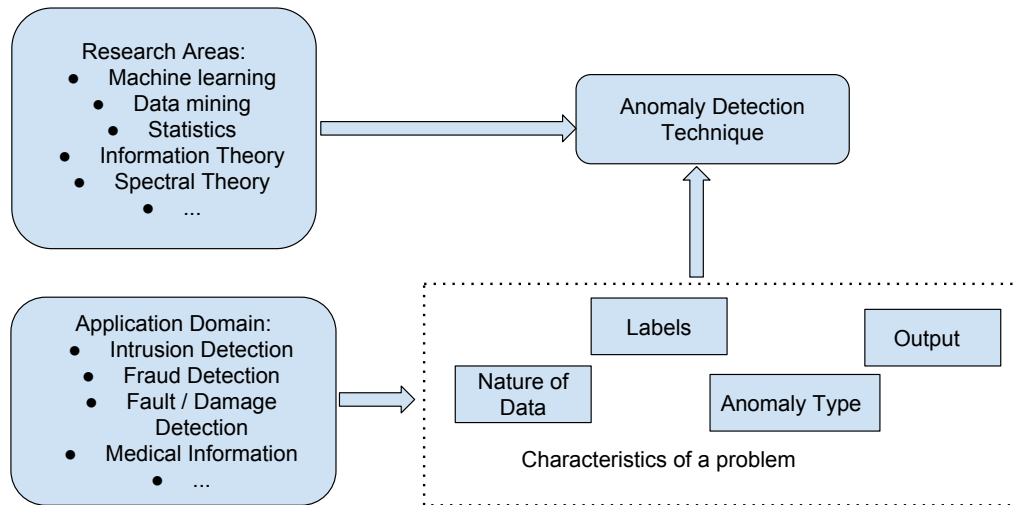 Research Areas:
● Machine learning
● Data mining
● Statistics
● Information Theory
● Spectral Theory
● ...
Anomaly Detection
Technique
Application Domain:
● Intrusion Detection
● Fraud Detection
● Fault / Damage
Detection
● Medical Information
● ...
Labels
Output
Nature of
Data
Anomaly Type
Characteristics of a problem